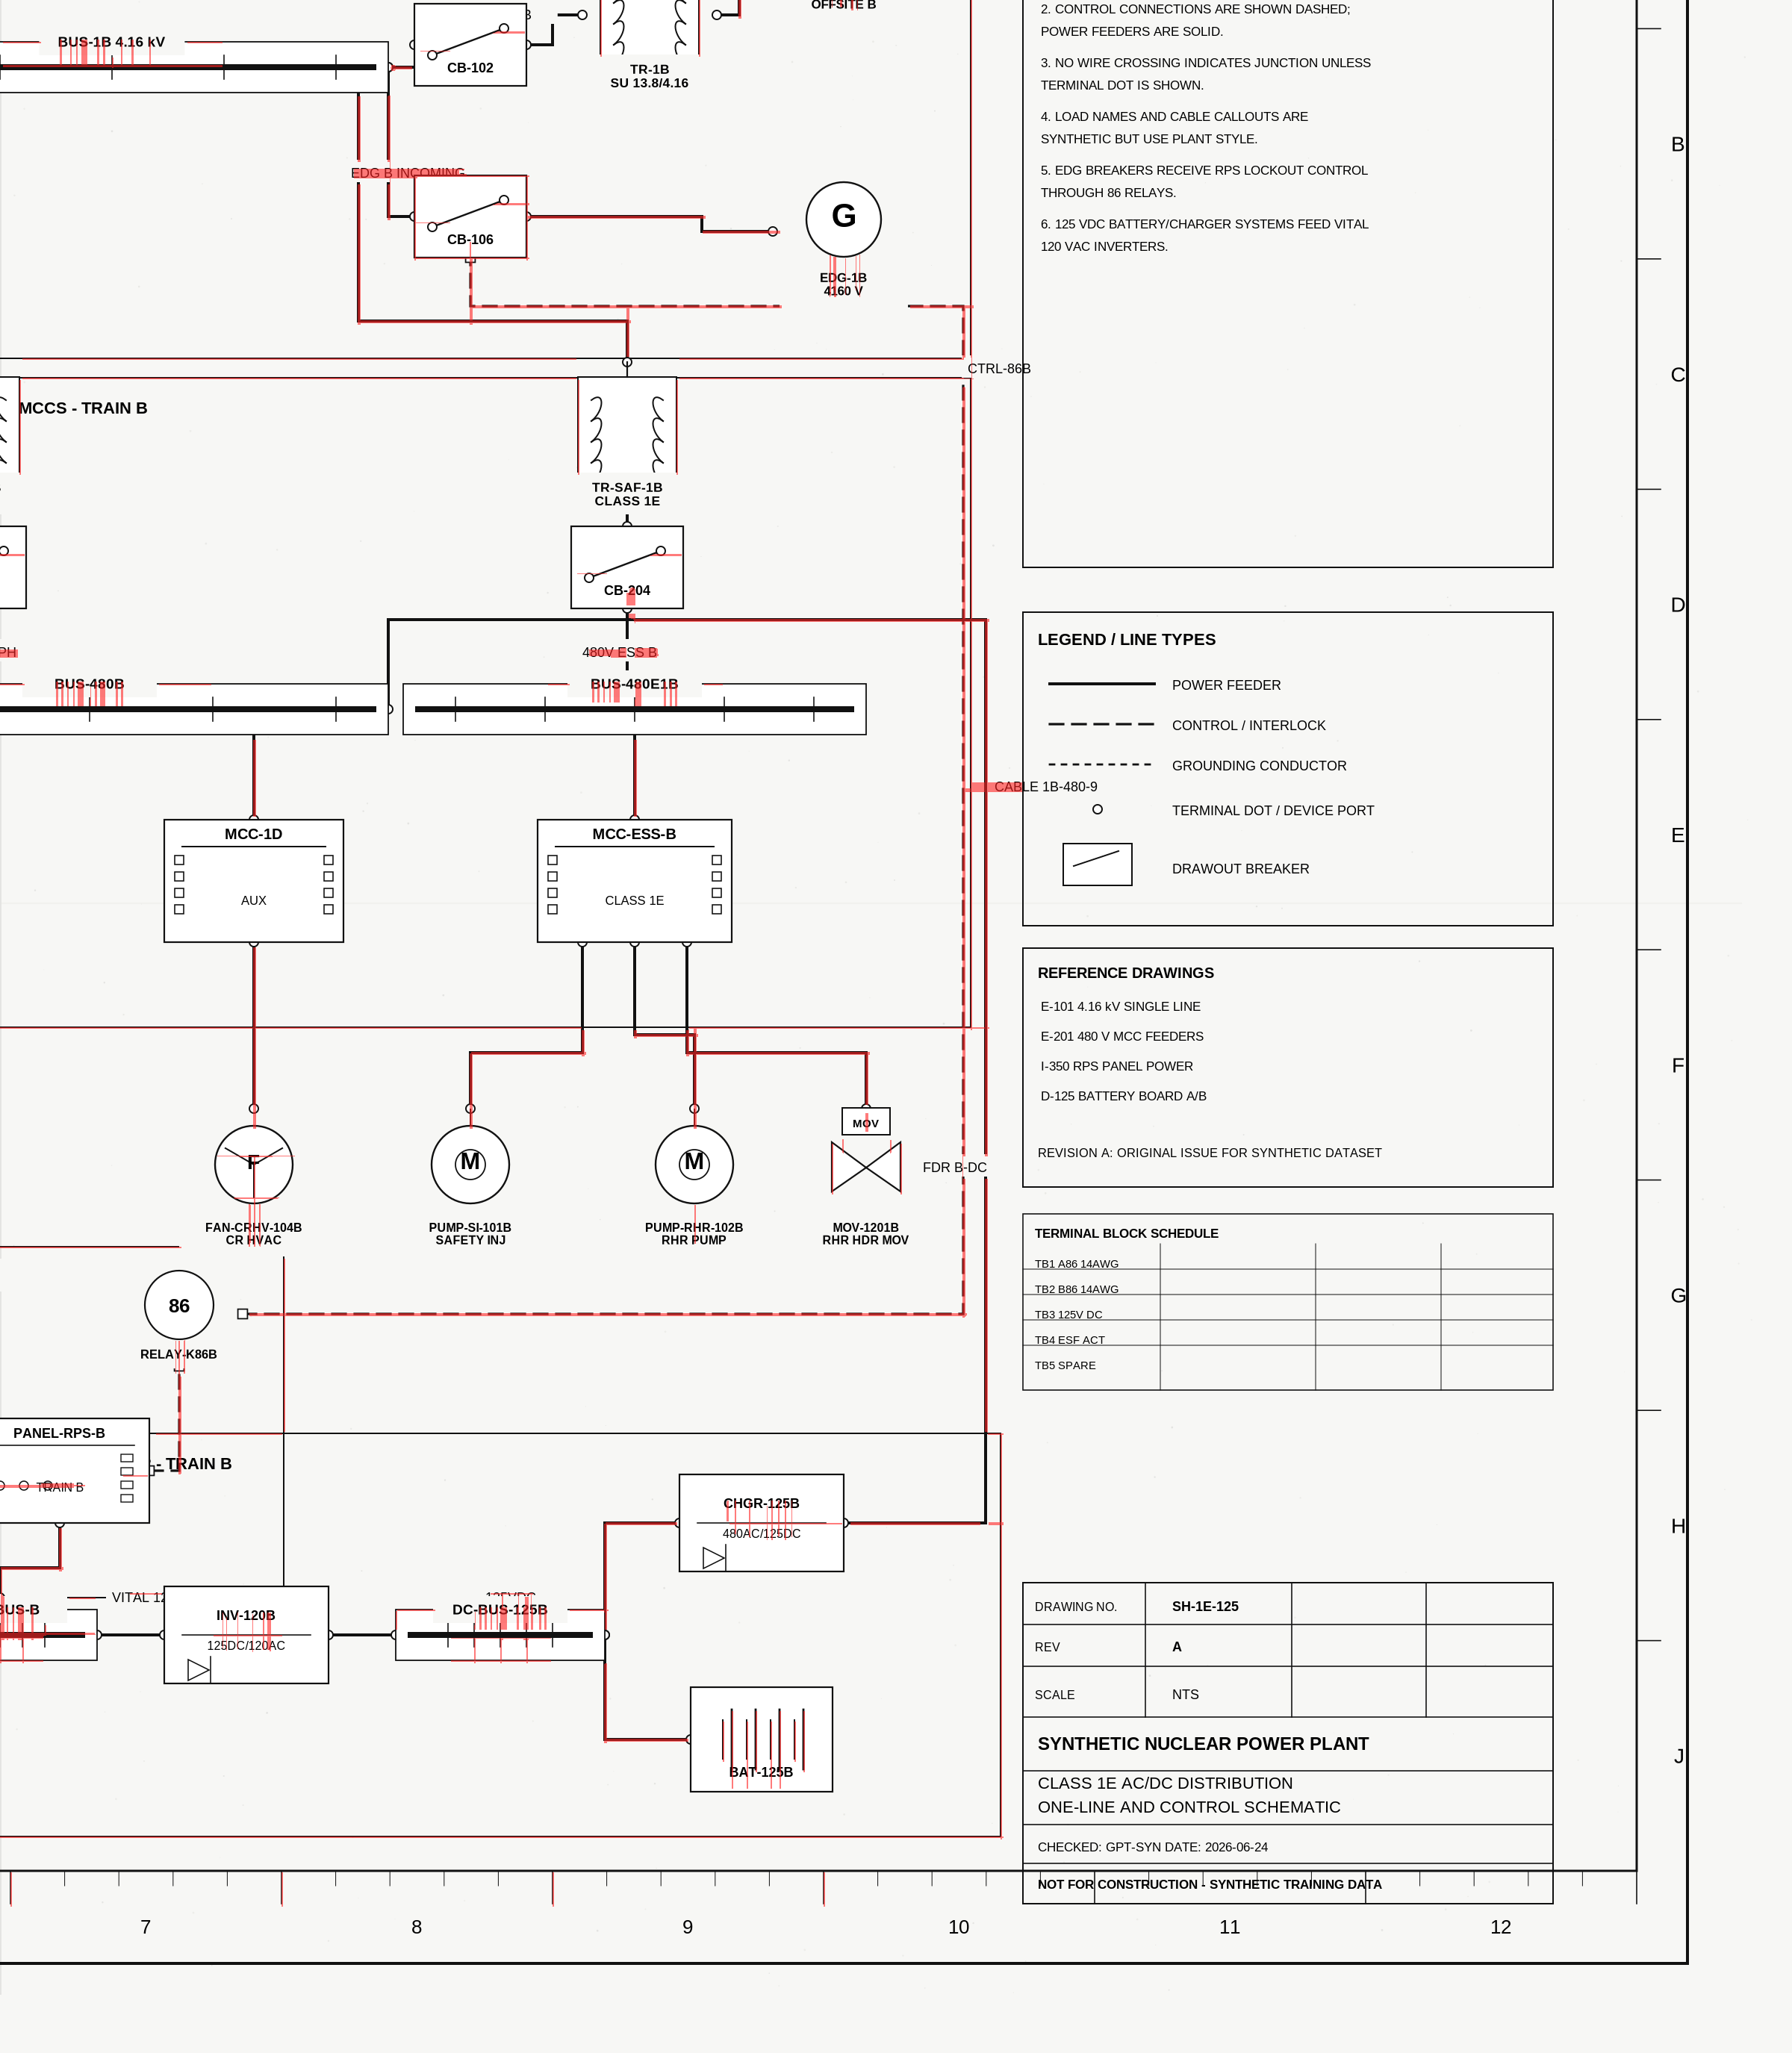 OFFSITE B
BUS-1B 4.16 kV
CB-102
TR-1B
SU 13.8/4.16
EDG B INCOMING
CB-106
G
EDG-1B
4160 V
CTRL-86B
MCCS - TRAIN B
TR-SAF-1B
CLASS 1E
CB-204
480V ESS B
BUS-480B
BUS-480E1B
CABLE 1B-480-9
MCC-1D
AUX
MCC-ESS-B
CLASS 1E
F
FAN-CRHV-104B
CR HVAC
M
PUMP-SI-101B
SAFETY INJ
M
PUMP-RHR-102B
RHR PUMP
MOV
MOV-1201B
RHR HDR MOV
FDR B-DC
86
RELAY-K86B
PANEL-RPS-B
TRAIN B
- TRAIN B
CHGR-125B
480AC/125DC
BUS-B
VITAL 12
INV-120B
125DC/120AC
125VDC
DC-BUS-125B
BAT-125B
2. CONTROL CONNECTIONS ARE SHOWN DASHED;
POWER FEEDERS ARE SOLID.
3. NO WIRE CROSSING INDICATES JUNCTION UNLESS
TERMINAL DOT IS SHOWN.
4. LOAD NAMES AND CABLE CALLOUTS ARE
SYNTHETIC BUT USE PLANT STYLE.
5. EDG BREAKERS RECEIVE RPS LOCKOUT CONTROL
THROUGH 86 RELAYS.
6. 125 VDC BATTERY/CHARGER SYSTEMS FEED VITAL
120 VAC INVERTERS.
LEGEND / LINE TYPES
POWER FEEDER
CONTROL / INTERLOCK
GROUNDING CONDUCTOR
TERMINAL DOT / DEVICE PORT
DRAWOUT BREAKER
REFERENCE DRAWINGS
E-101 4.16 kV SINGLE LINE
E-201 480 V MCC FEEDERS
I-350 RPS PANEL POWER
D-125 BATTERY BOARD A/B
REVISION A: ORIGINAL ISSUE FOR SYNTHETIC DATASET
TERMINAL BLOCK SCHEDULE
TB1 A86 14AWG
TB2 B86 14AWG
TB3 125V DC
TB4 ESF ACT
TB5 SPARE
DRAWING NO. SH-1E-125
REV A
SCALE NTS
SYNTHETIC NUCLEAR POWER PLANT
CLASS 1E AC/DC DISTRIBUTION
ONE-LINE AND CONTROL SCHEMATIC
CHECKED: GPT-SYN DATE: 2026-06-24
NOT FOR CONSTRUCTION - SYNTHETIC TRAINING DATA
B
C
D
E
F
G
H
J
7 8 9 10 11 12